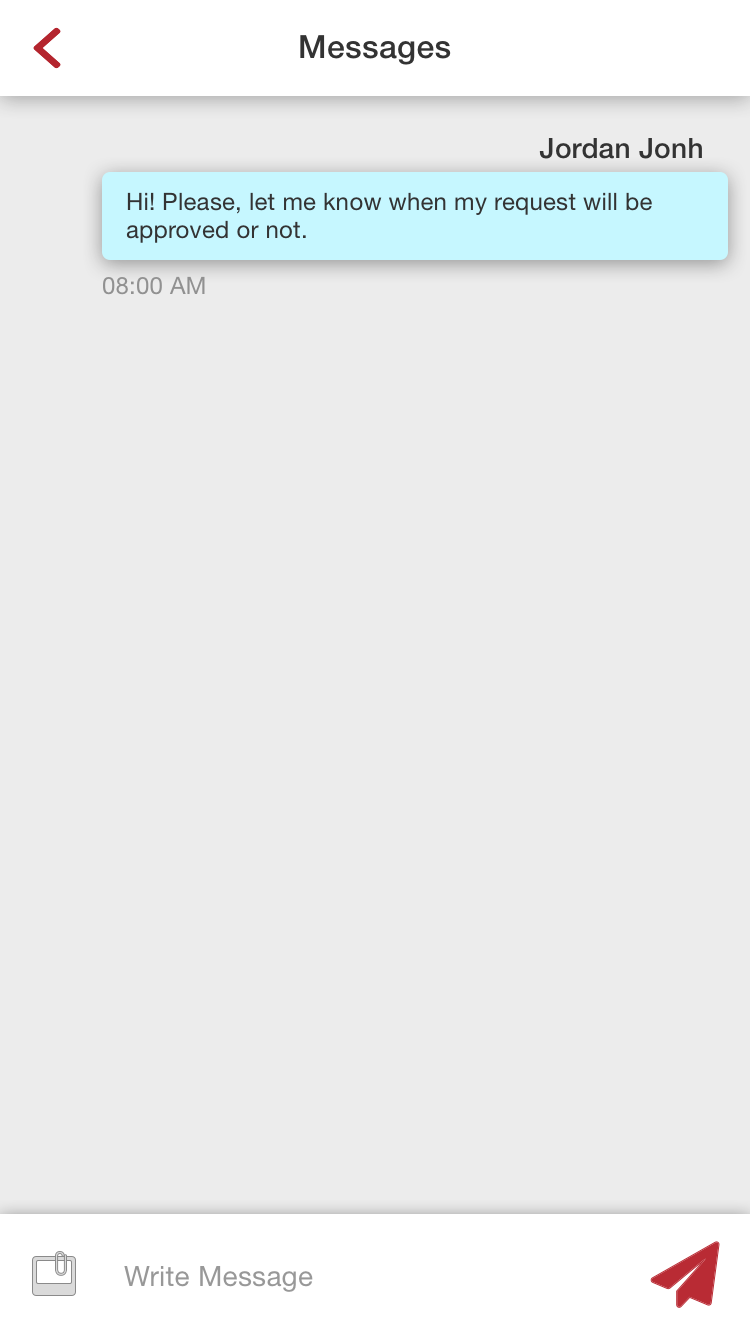 Messages
Jordan Jonh
Hi! Please, let me know when my request will be
approved or not.
08:00 AM
Write Message